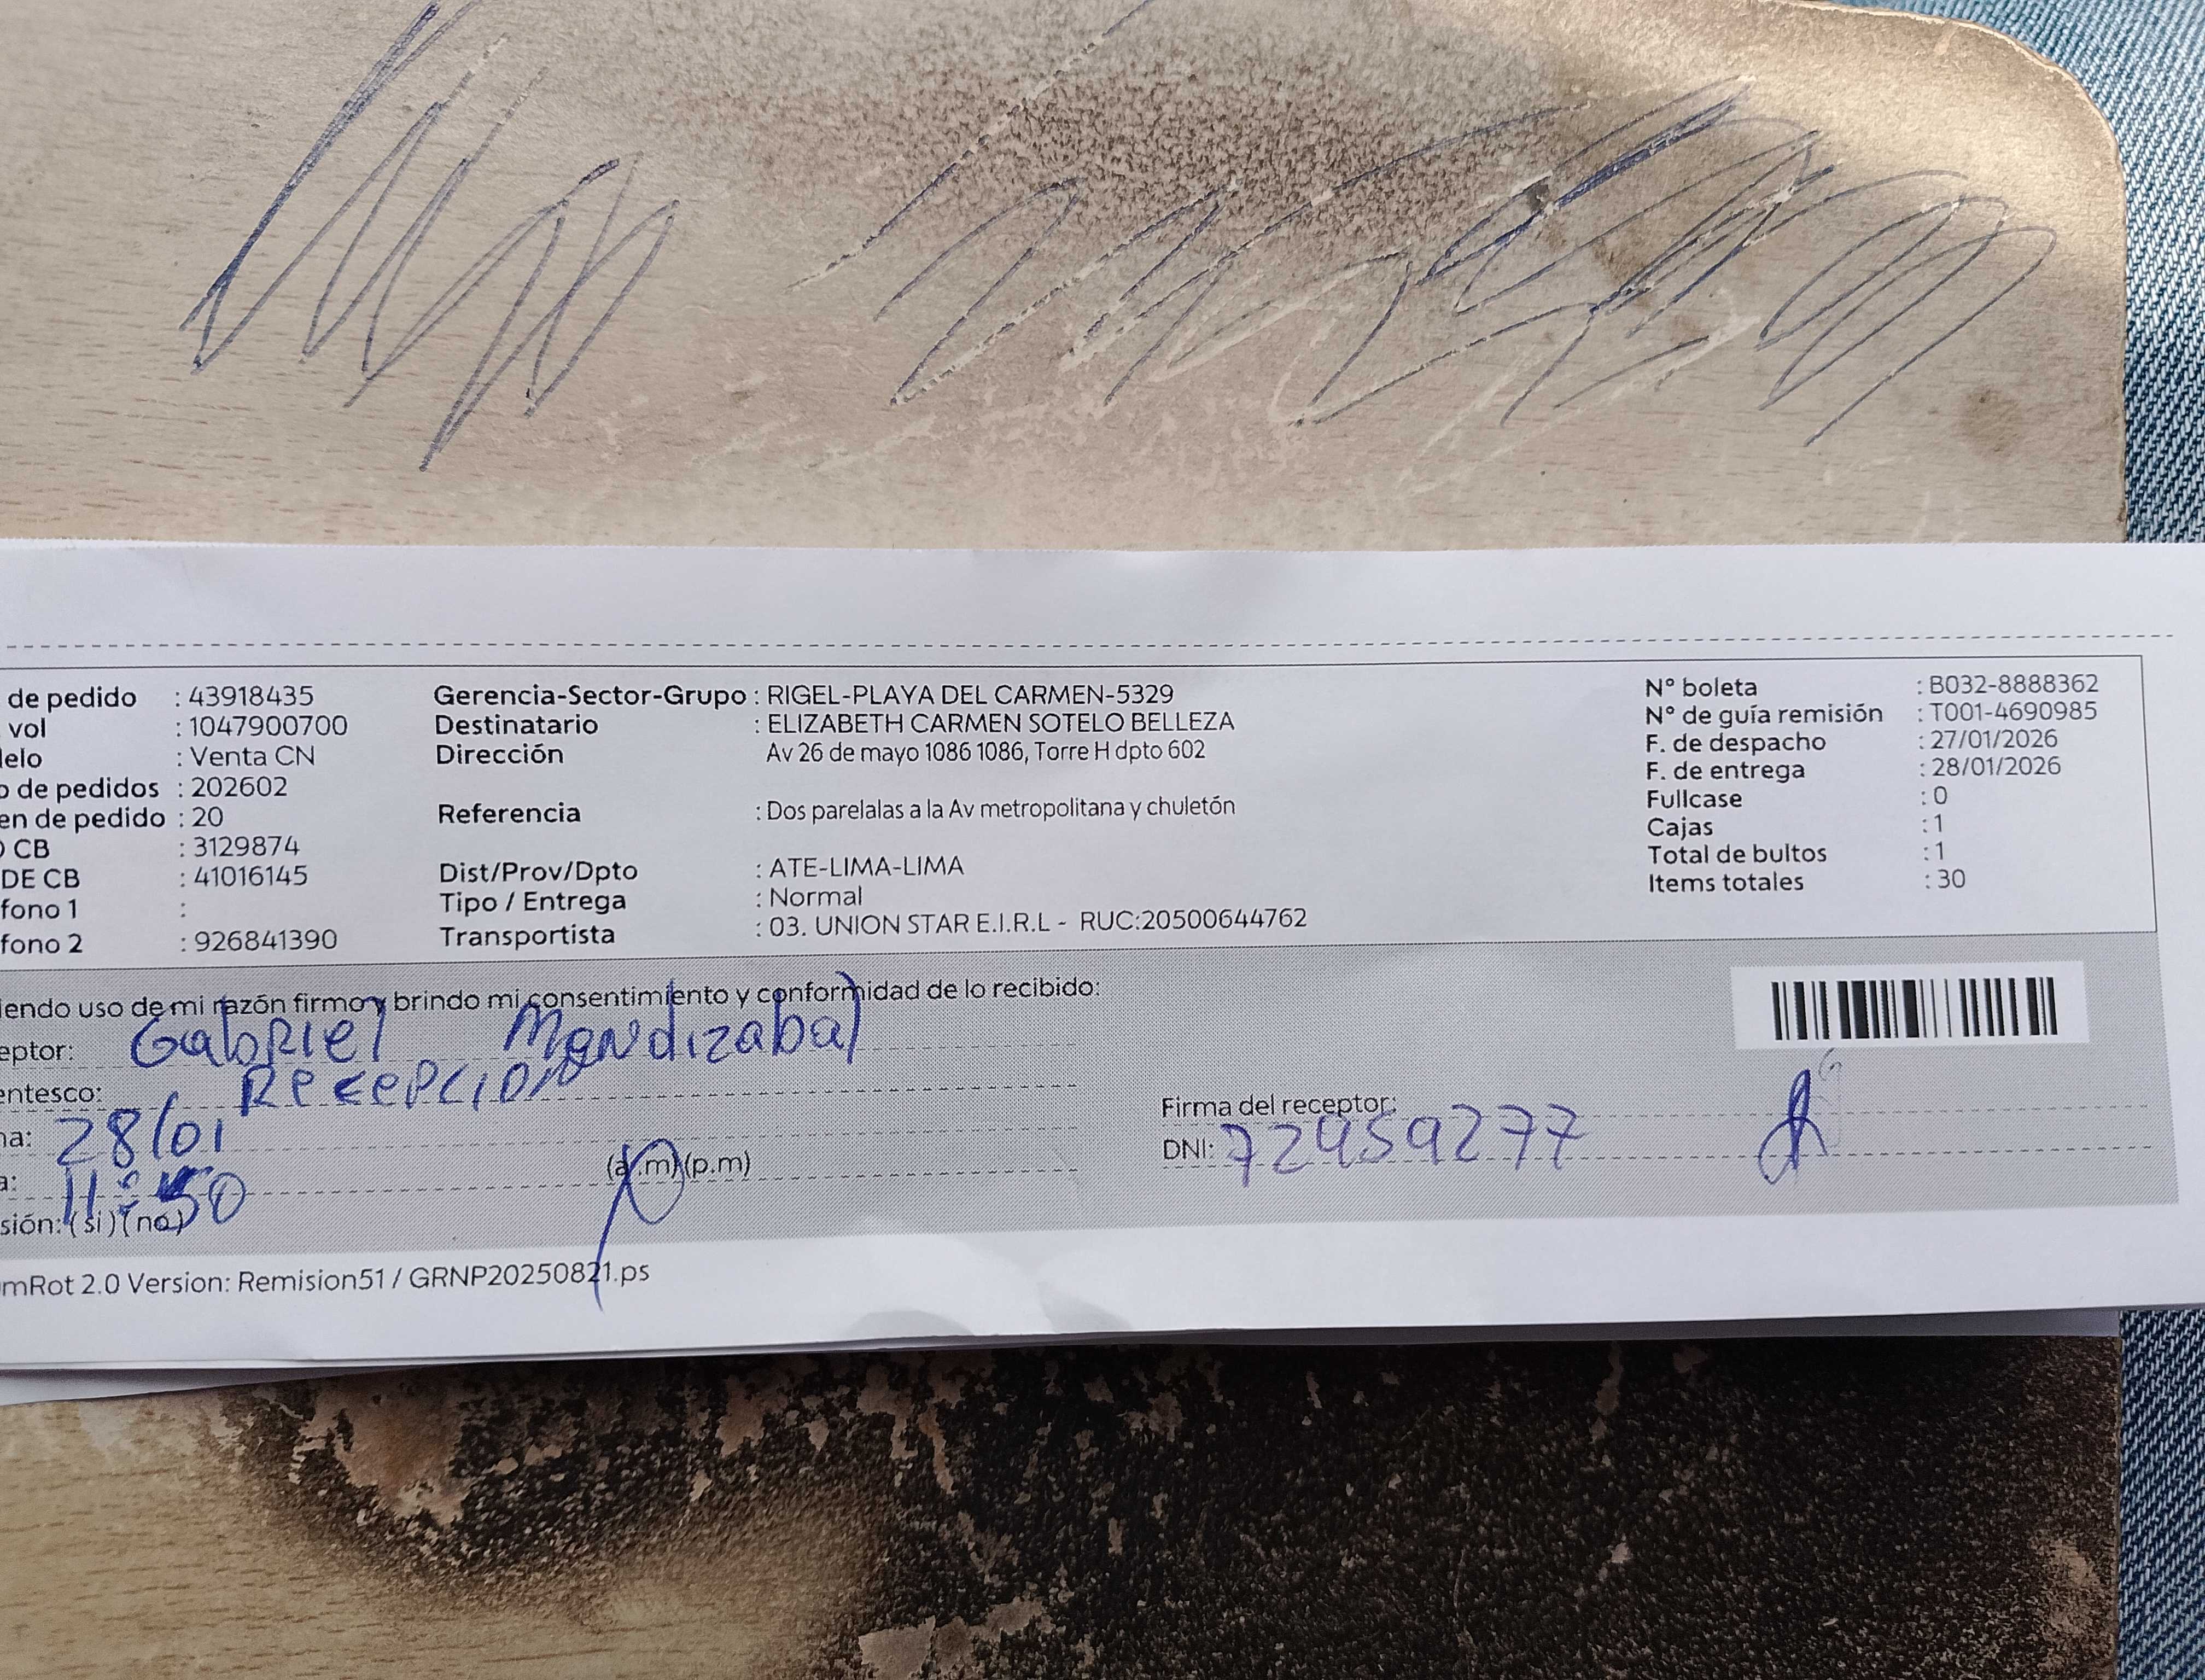 de pedido : 43918435 Gerencia-Sector-Grupo : RIGEL-PLAYA DEL CARMEN-5329 N° boleta : B032-8888362
vol : 1047900700 Destinatario : ELIZABETH CARMEN SOTELO BELLEZA N° de guía remisión : T001-4690985
elo : Venta CN Dirección Av 26 de mayo 1086 1086, Torre H dpto 602 F. de despacho : 27/01/2026
o de pedidos : 202602 F. de entrega : 28/01/2026
en de pedido : 20 Referencia : Dos parelalas a la Av metropolitana y chuletón Fullcase : 0
O CB : 3129874 Cajas : 1
DE CB : 41016145 Dist/Prov/Dpto : ATE-LIMA-LIMA Total de bultos : 1
fono 1 : Tipo / Entrega : Normal Items totales : 30
fono 2 : 926841390 Transportista : 03. UNION STAR E.I.R.L - RUC:20500644762
iendo uso de mi razón firmo y brindo mi consentimiento y conformidad de lo recibido:
eptor: Gabriel Mendizabal
entesco: Recepcion
na: 28/01 Firma del receptor:
a: 11:50 (a.m) (p.m) DNI: 72959277
sión: (si) (no)
mRot 2.0 Version: Remision51 / GRNP20250821.ps